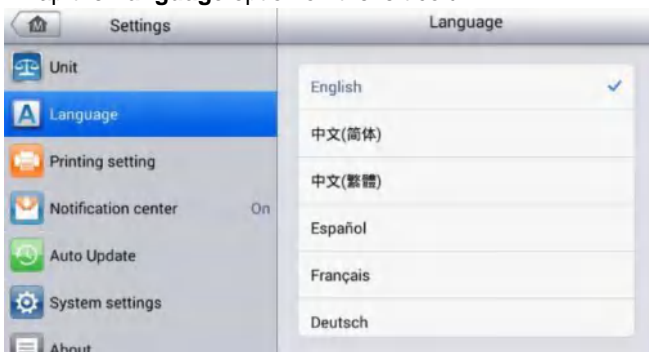 Settings
Unit
Language
Printing setting
Notification center On
Auto Update
System settings
About
Language
English
中文(简体)
中文(繁體)
Español
Français
Deutsch